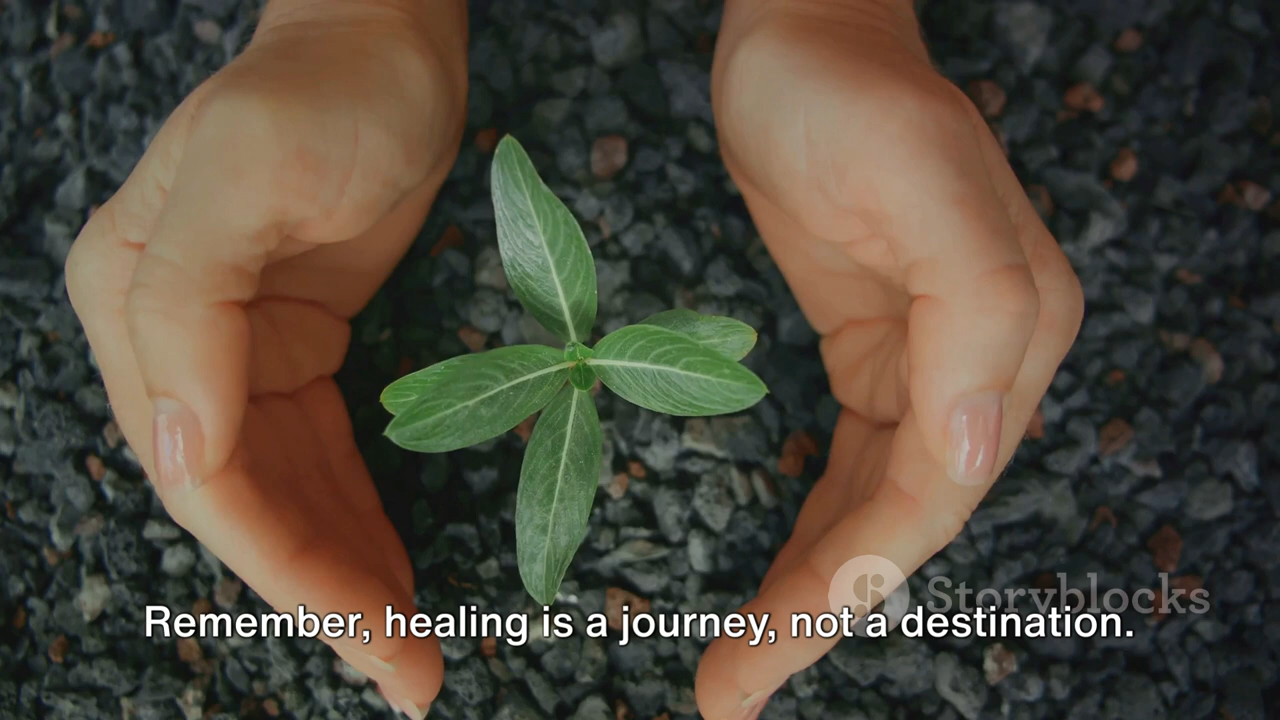 Storyblocks
Remember, healing is a journey, not a destination.